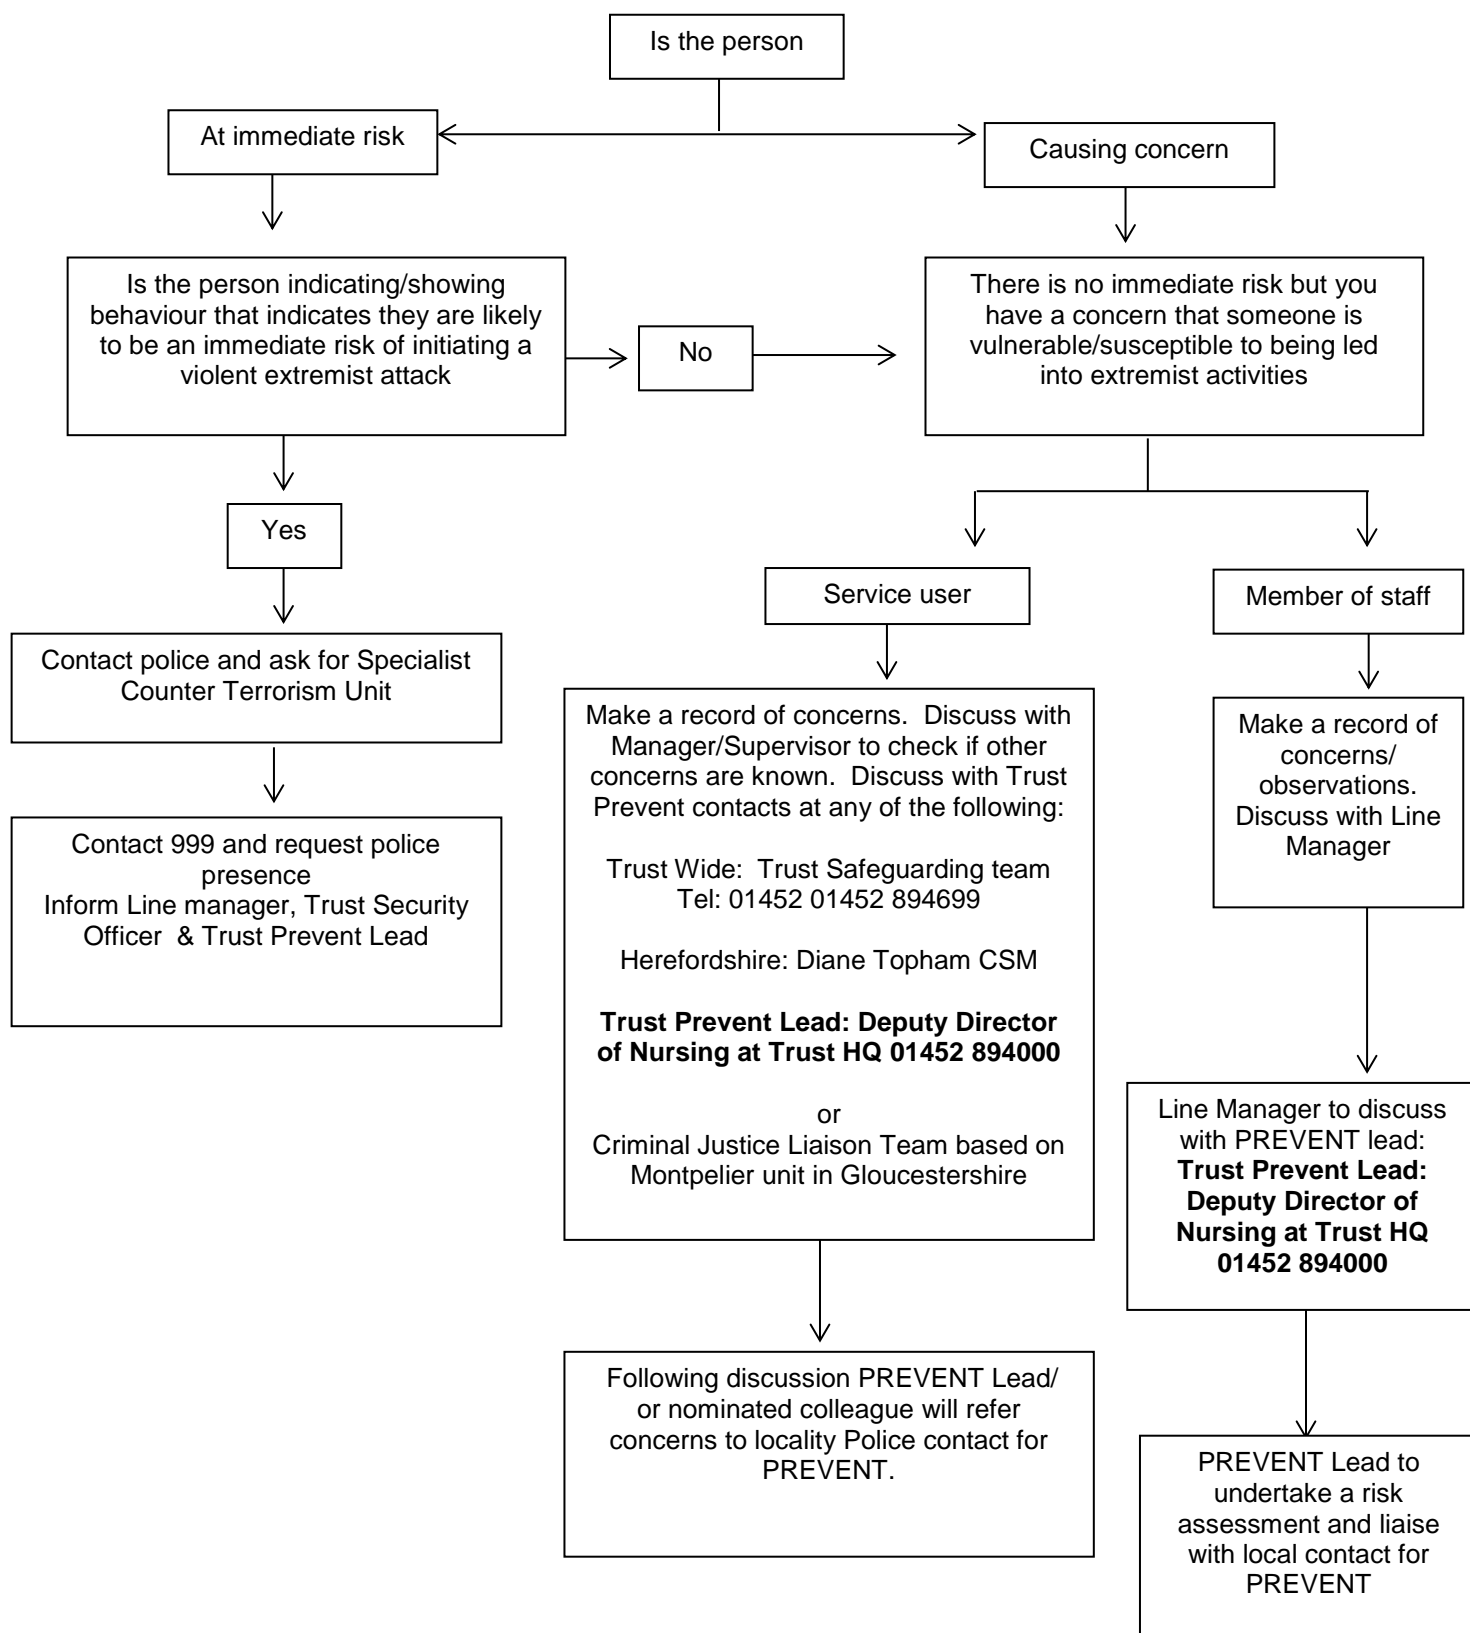 Is the person
At immediate risk
Causing concern
Is the person indicating/showing
behaviour that indicates they are likely
to be an immediate risk of initiating a
violent extremist attack
No
There is no immediate risk but you
have a concern that someone is
vulnerable/susceptible to being led
into extremist activities
Yes
Service user
Member of staff
Contact police and ask for Specialist
Counter Terrorism Unit
Contact 999 and request police
presence
Inform Line manager, Trust Security
Officer & Trust Prevent Lead
Make a record of concerns. Discuss with
Manager/Supervisor to check if other
concerns are known. Discuss with Trust
Prevent contacts at any of the following:
Trust Wide: Trust Safeguarding team
Tel: 01452 01452 894699
Herefordshire: Diane Topham CSM
Trust Prevent Lead: Deputy Director
of Nursing at Trust HQ 01452 894000
or
Criminal Justice Liaison Team based on
Montpelier unit in Gloucestershire
Make a record of
concerns/
observations.
Discuss with Line
Manager
Line Manager to discuss
with PREVENT lead:
Trust Prevent Lead:
Deputy Director of
Nursing at Trust HQ
01452 894000
Following discussion PREVENT Lead/
or nominated colleague will refer
concerns to locality Police contact for
PREVENT.
PREVENT Lead to
undertake a risk
assessment and liaise
with local contact for
PREVENT